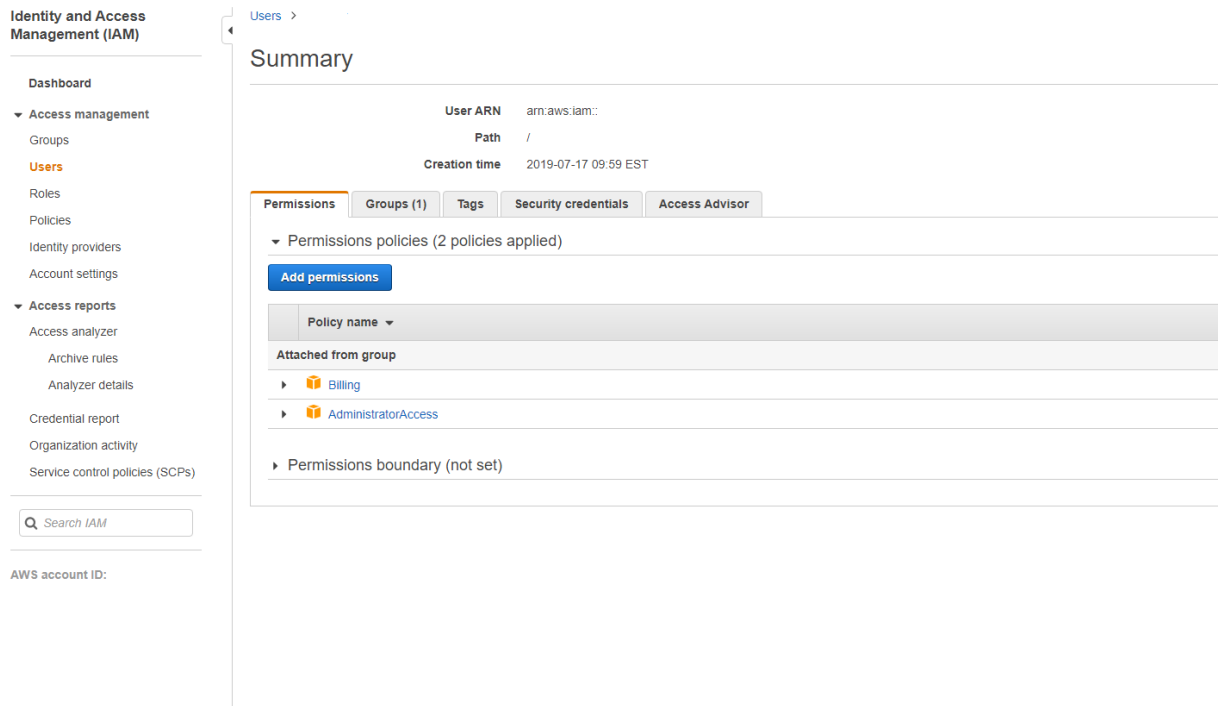 Identity and Access
Management (IAM)
Dashboard
Access management
Groups
Users
Roles
Policies
Identity providers
Account settings
Access reports
Access analyzer
Archive rules
Analyzer details
Credential report
Organization activity
Service control policies (SCPs)
Search IAM
AWS account ID:
Users >
Summary
User ARN arn:aws:iam::
Path /
Creation time 2019-07-17 09:59 EST
Permissions Groups (1) Tags Security credentials Access Advisor
Permissions policies (2 policies applied)
Add permissions
Policy name
Attached from group
Billing
AdministratorAccess
Permissions boundary (not set)